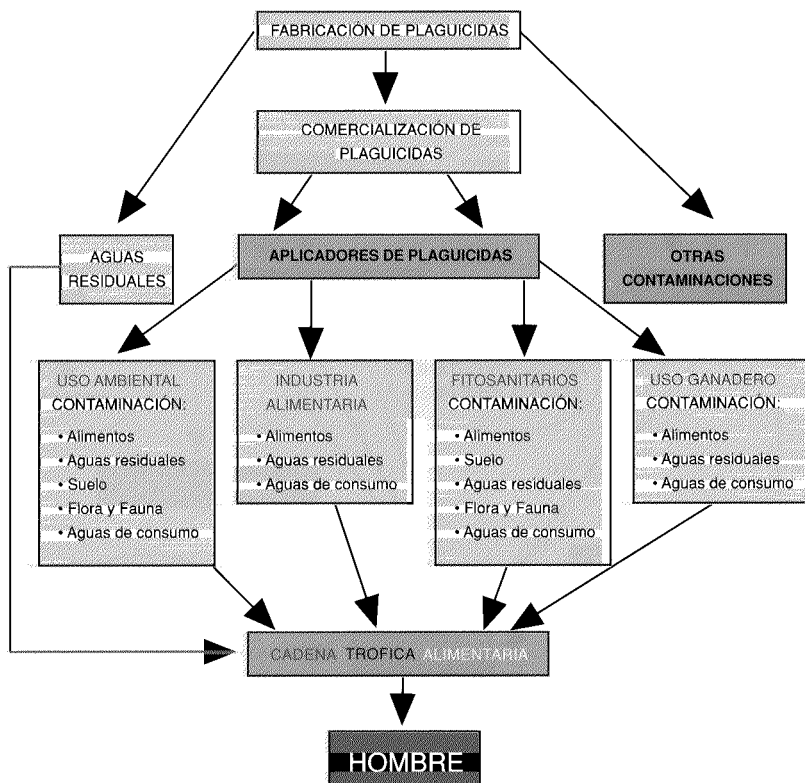 FABRICACIÓN DE PLAGUICIDAS
COMERCIALIZACIÓN DE
PLAGUICIDAS
AGUAS
RESIDUALES
APLICADORES DE PLAGUICIDAS
OTRAS
CONTAMINACIONES
USO AMBIENTAL
CONTAMINACIÓN:
• Alimentos
• Aguas residuales
• Suelo
• Flora y Fauna
• Aguas de consumo
INDUSTRIA
ALIMENTARIA
• Alimentos
• Aguas residuales
• Aguas de consumo
FITOSANITARIOS
CONTAMINACIÓN:
• Alimentos
• Suelo
• Aguas residuales
• Flora y Fauna
• Aguas de consumo
USO GANADERO
CONTAMINACIÓN:
• Alimentos
• Aguas residuales
• Aguas de consumo
CADENA TROFICA ALIMENTARIA
HOMBRE